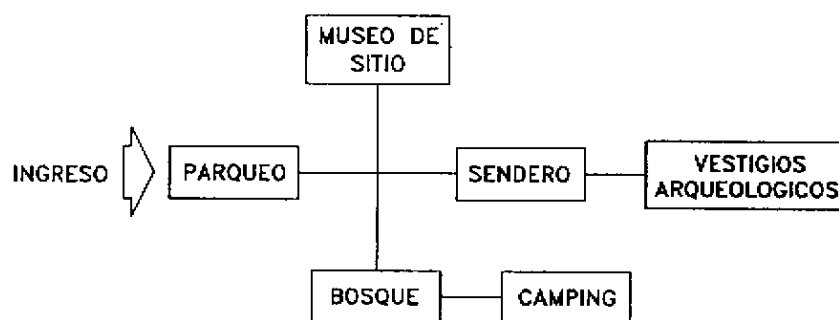 MUSEO DE
SITIO
INGRESO
PARQUEO
SENDERO
VESTIGIOS
ARQUEOLOGICOS
BOSQUE
CAMPING